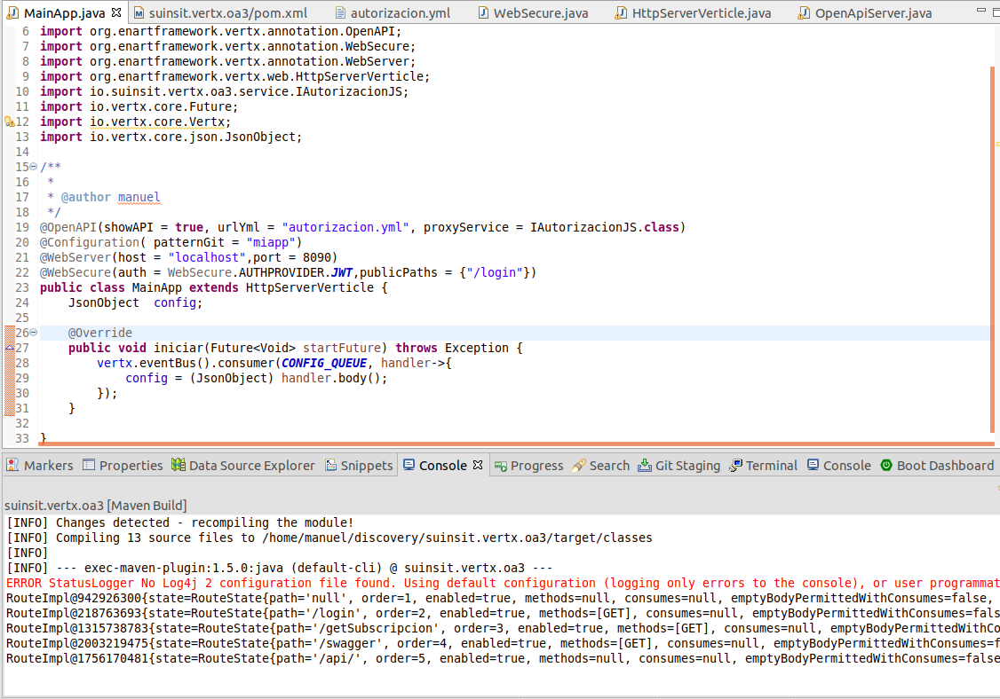 MainApp.java suinsit.vertx.oa3/pom.xml autorizacion.yml WebSecure.java HttpServerVerticle.java OpenApiServer.java
6 import org.enartframework.vertx.annotation.OpenAPI;
7 import org.enartframework.vertx.annotation.WebSecure;
8 import org.enartframework.vertx.annotation.WebServer;
9 import org.enartframework.vertx.web.HttpServerVerticle;
10 import io.suinsit.vertx.oa3.service.IAutorizacionJS;
11 import io.vertx.core.Future;
12 import io.vertx.core.Vertx;
13 import io.vertx.core.json.JsonObject;
14
15 /**
16 *
17 * @author manuel
18 */
19 @OpenAPI(showAPI = true, urlYml = "autorizacion.yml", proxyService = IAutorizacionJS.class)
20 @Configuration( patternGit = "miapp")
21 @WebServer(host = "localhost",port = 8090)
22 @WebSecure(auth = WebSecure.AUTHPROVIDER.JWT,publicPaths = {"/login"})
23 public class MainApp extends HttpServerVerticle {
24 JsonObject config;
25
26 @Override
27 public void iniciar(Future<Void> startFuture) throws Exception {
28 vertx.eventBus().consumer(CONFIG_QUEUE, handler->{
29 config = (JsonObject) handler.body();
30 });
31 }
32
33 }
Markers Properties Data Source Explorer Snippets Console Progress Search Git Staging Terminal Console Boot Dashboard
suinsit.vertx.oa3 [Maven Build]
[INFO] Changes detected - recompiling the module!
[INFO] Compiling 13 source files to /home/manuel/discovery/suinsit.vertx.oa3/target/classes
[INFO]
[INFO] --- exec-maven-plugin:1.5.0:java (default-cli) @ suinsit.vertx.oa3 ---
ERROR StatusLogger No Log4j 2 configuration file found. Using default configuration (logging only errors to the console), or user programmat
RouteImpl@942926300{state=RouteState{path='null', order=1, enabled=true, methods=null, consumes=null, emptyBodyPermittedWithConsumes=false,
RouteImpl@218763693{state=RouteState{path='/login', order=2, enabled=true, methods=[GET], consumes=null, emptyBodyPermittedWithConsumes=fals
RouteImpl@1315738783{state=RouteState{path='/getSubscripcion', order=3, enabled=true, methods=[GET], consumes=null, emptyBodyPermittedWithCo
RouteImpl@2003219475{state=RouteState{path='/swagger', order=4, enabled=true, methods=[GET], consumes=null, emptyBodyPermittedWithConsumes=f
RouteImpl@1756170481{state=RouteState{path='/api/', order=5, enabled=true, methods=null, consumes=null, emptyBodyPermittedWithConsumes=false